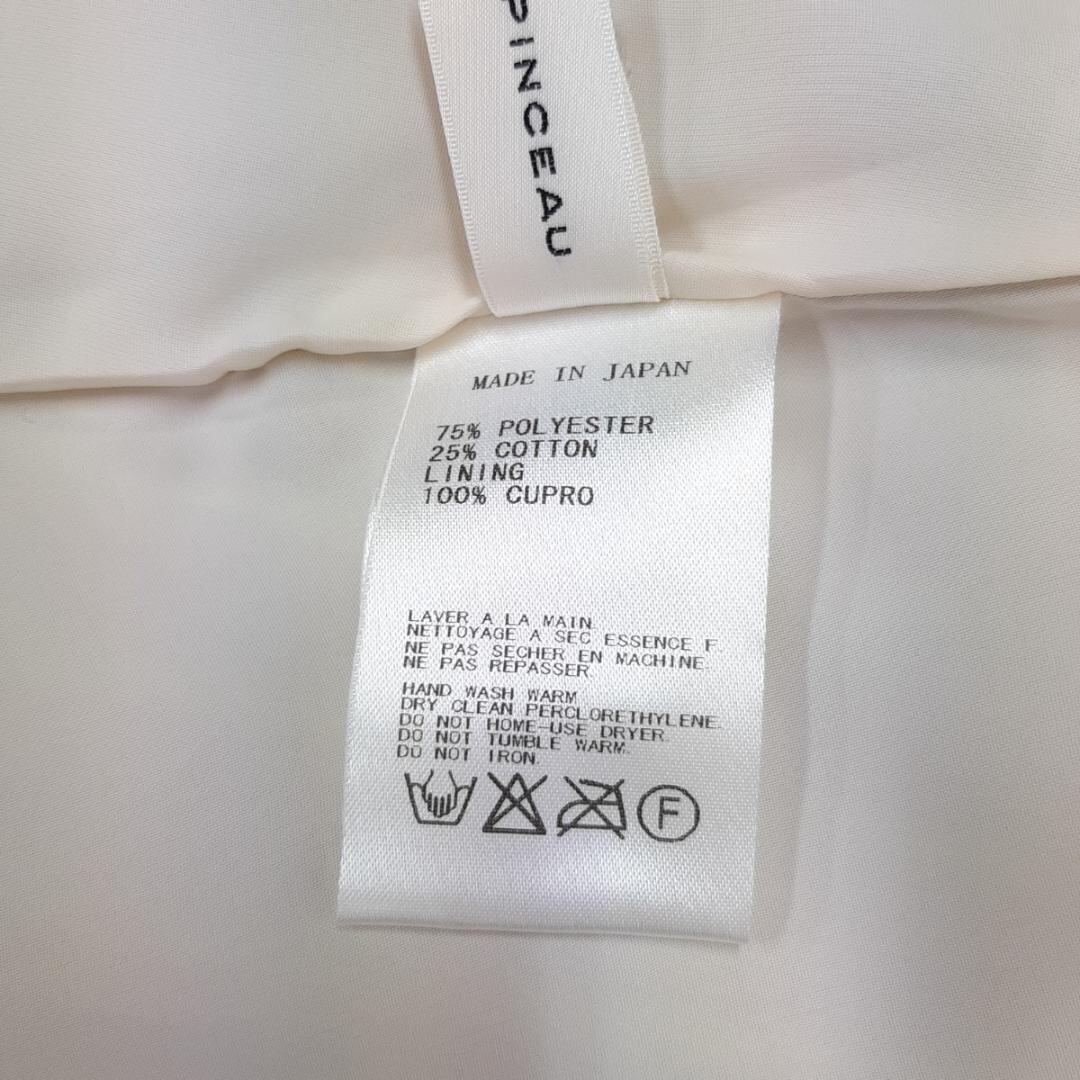 PINCEAU
MADE IN JAPAN
75% POLYESTER
25% COTTON
LINING
100% CUPRO
LAVER A LA MAIN.
NETTOYAGE A SEC ESSENCE F.
NE PAS SECHER EN MACHINE.
NE PAS REPASSER.
HAND WASH WARM
DRY CLEAN PERCLORETHYLENE.
DO NOT HOME-USE DRYER.
DO NOT TUMBLE WARM.
DO NOT IRON.
F